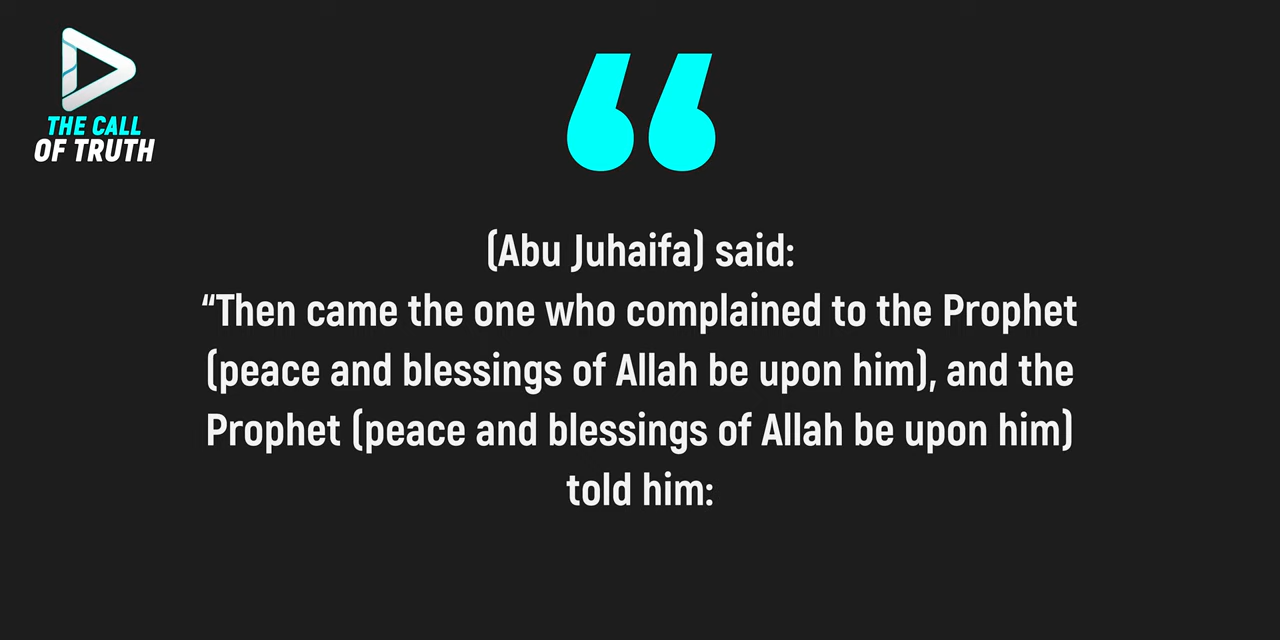 THE CALL
OF TRUTH
(Abu Juhaifa) said:
“Then came the one who complained to the Prophet
(peace and blessings of Allah be upon him), and the
Prophet (peace and blessings of Allah be upon him)
told him: